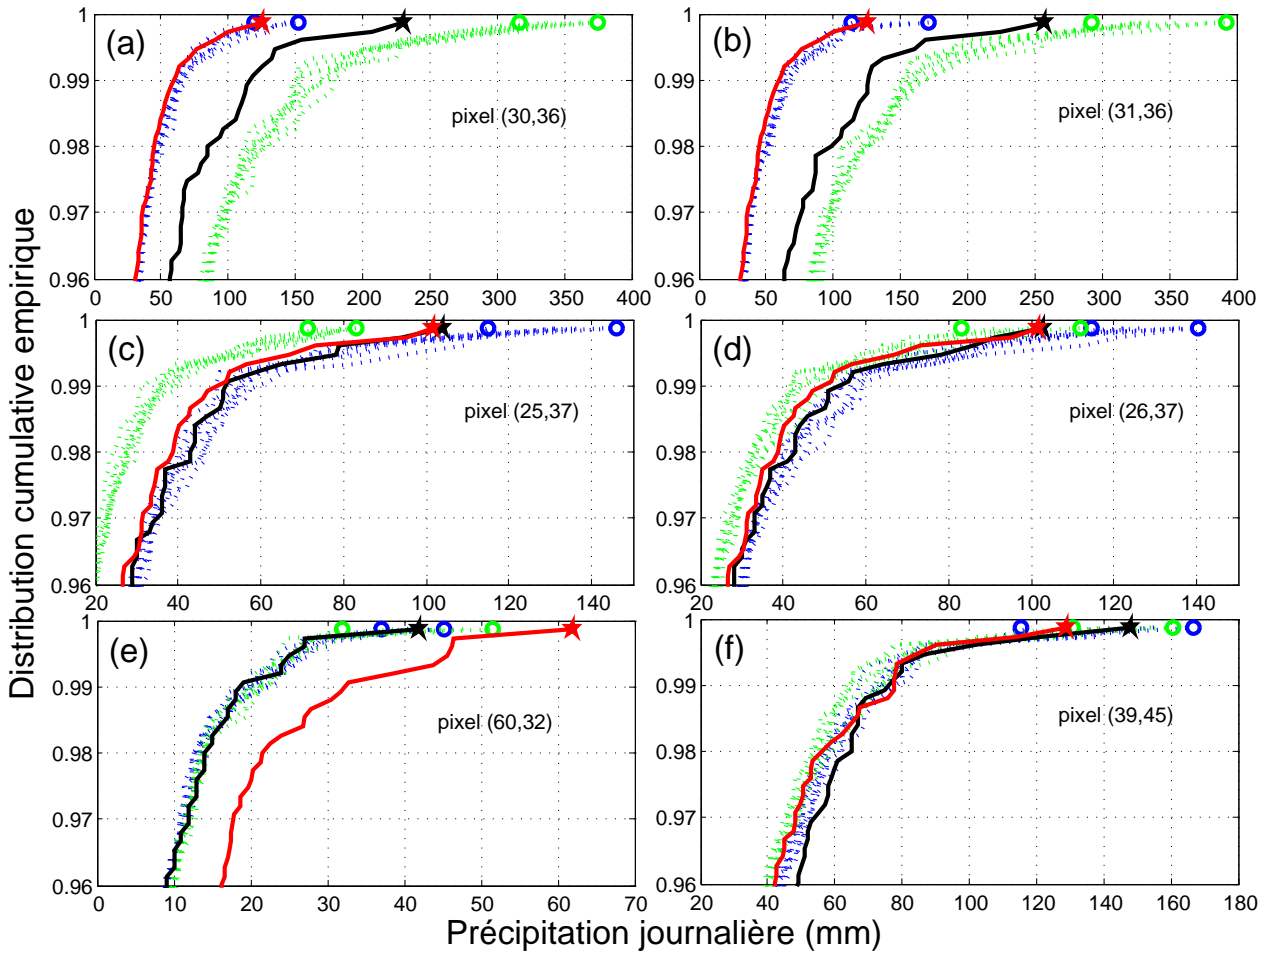 Distribution cumulative empirique
(a)
pixel (30,36)
1
0.99
0.98
0.97
0.96
0 50 100 150 200 250 300 350 400
(b)
pixel (31,36)
1
0.99
0.98
0.97
0.96
0 50 100 150 200 250 300 350 400
(c)
pixel (25,37)
1
0.99
0.98
0.97
0.96
20 40 60 80 100 120 140
(d)
pixel (26,37)
1
0.99
0.98
0.97
0.96
20 40 60 80 100 120 140
(e)
pixel (60,32)
1
0.99
0.98
0.97
0.96
0 10 20 30 40 50 60 70
(f)
pixel (39,45)
1
0.99
0.98
0.97
0.96
20 40 60 80 100 120 140 160 180
Précipitation journalière (mm)